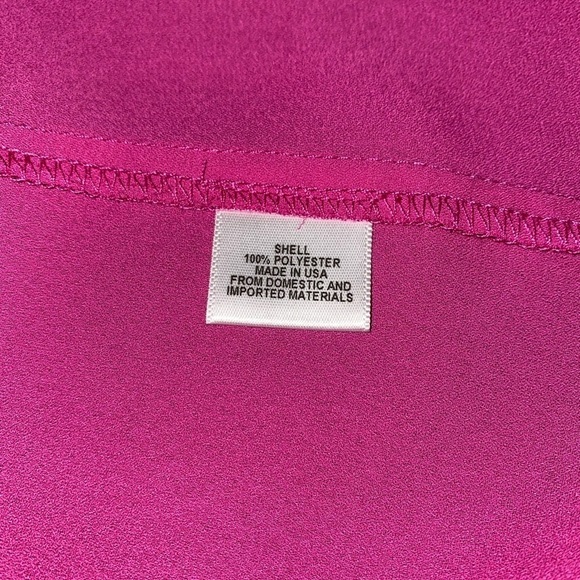 SHELL
100% POLYESTER
MADE IN USA
FROM DOMESTIC AND
IMPORTED MATERIALS